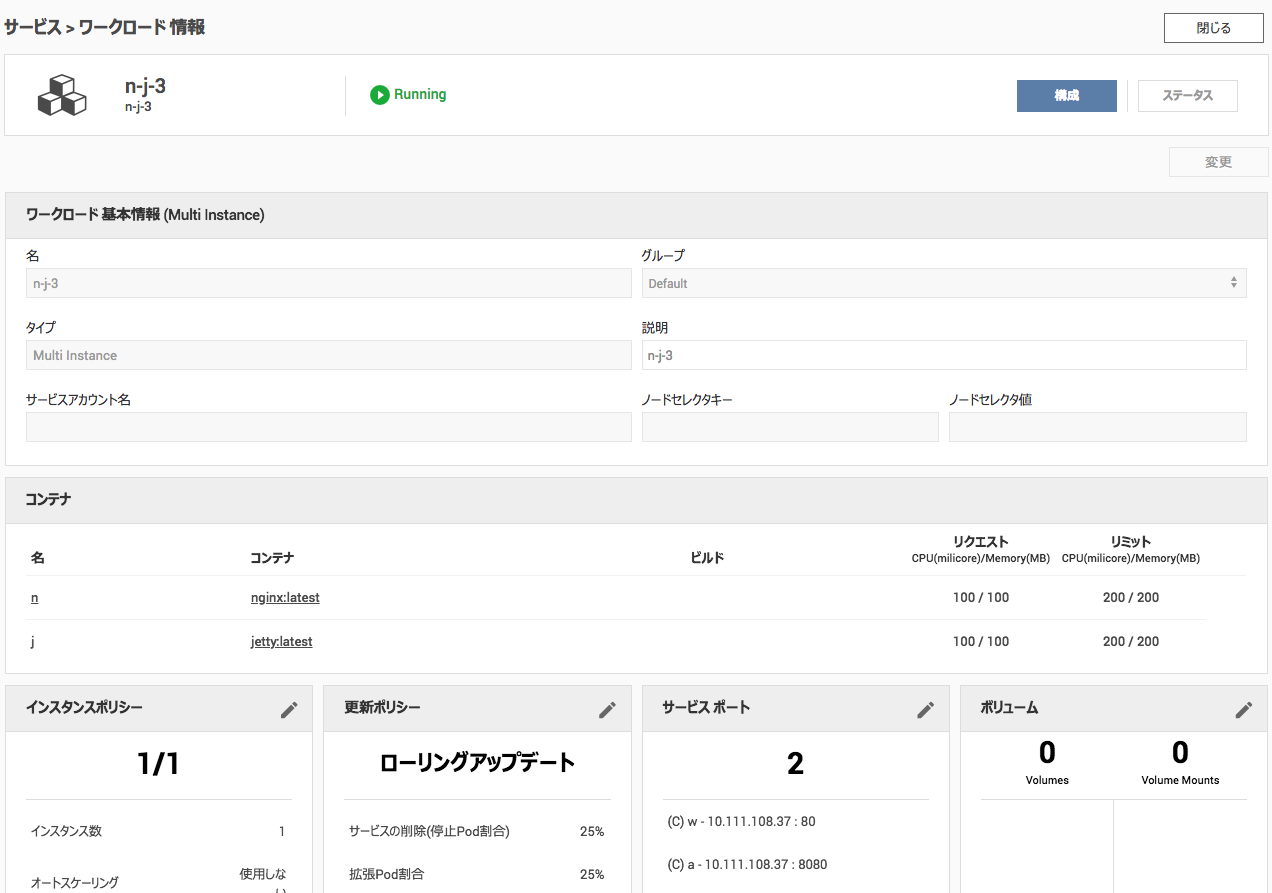 サービス > ワークロード 情報
閉じる
n-j-3
n-j-3
Running
構成
ステータス
変更
ワークロード 基本情報 (Multi Instance)
名
グループ
n-j-3
Default
タイプ
説明
Multi Instance
n-j-3
サービスアカウント名
ノードセレクタキー
ノードセレクタ値
コンテナ
名
コンテナ
ビルド
リクエスト
CPU(milicore)/Memory(MB)
リミット
CPU(milicore)/Memory(MB)
n
nginx:latest
100 / 100
200 / 200
j
jetty:latest
100 / 100
200 / 200
インスタンスポリシー
1/1
インスタンス数
1
オートスケーリング
使用しな
い
更新ポリシー
ローリングアップデート
サービスの削除(停止Pod割合)
25%
拡張Pod割合
25%
サービス ポート
2
(C) w - 10.111.108.37 : 80
(C) a - 10.111.108.37 : 8080
ボリューム
0
Volumes
0
Volume Mounts